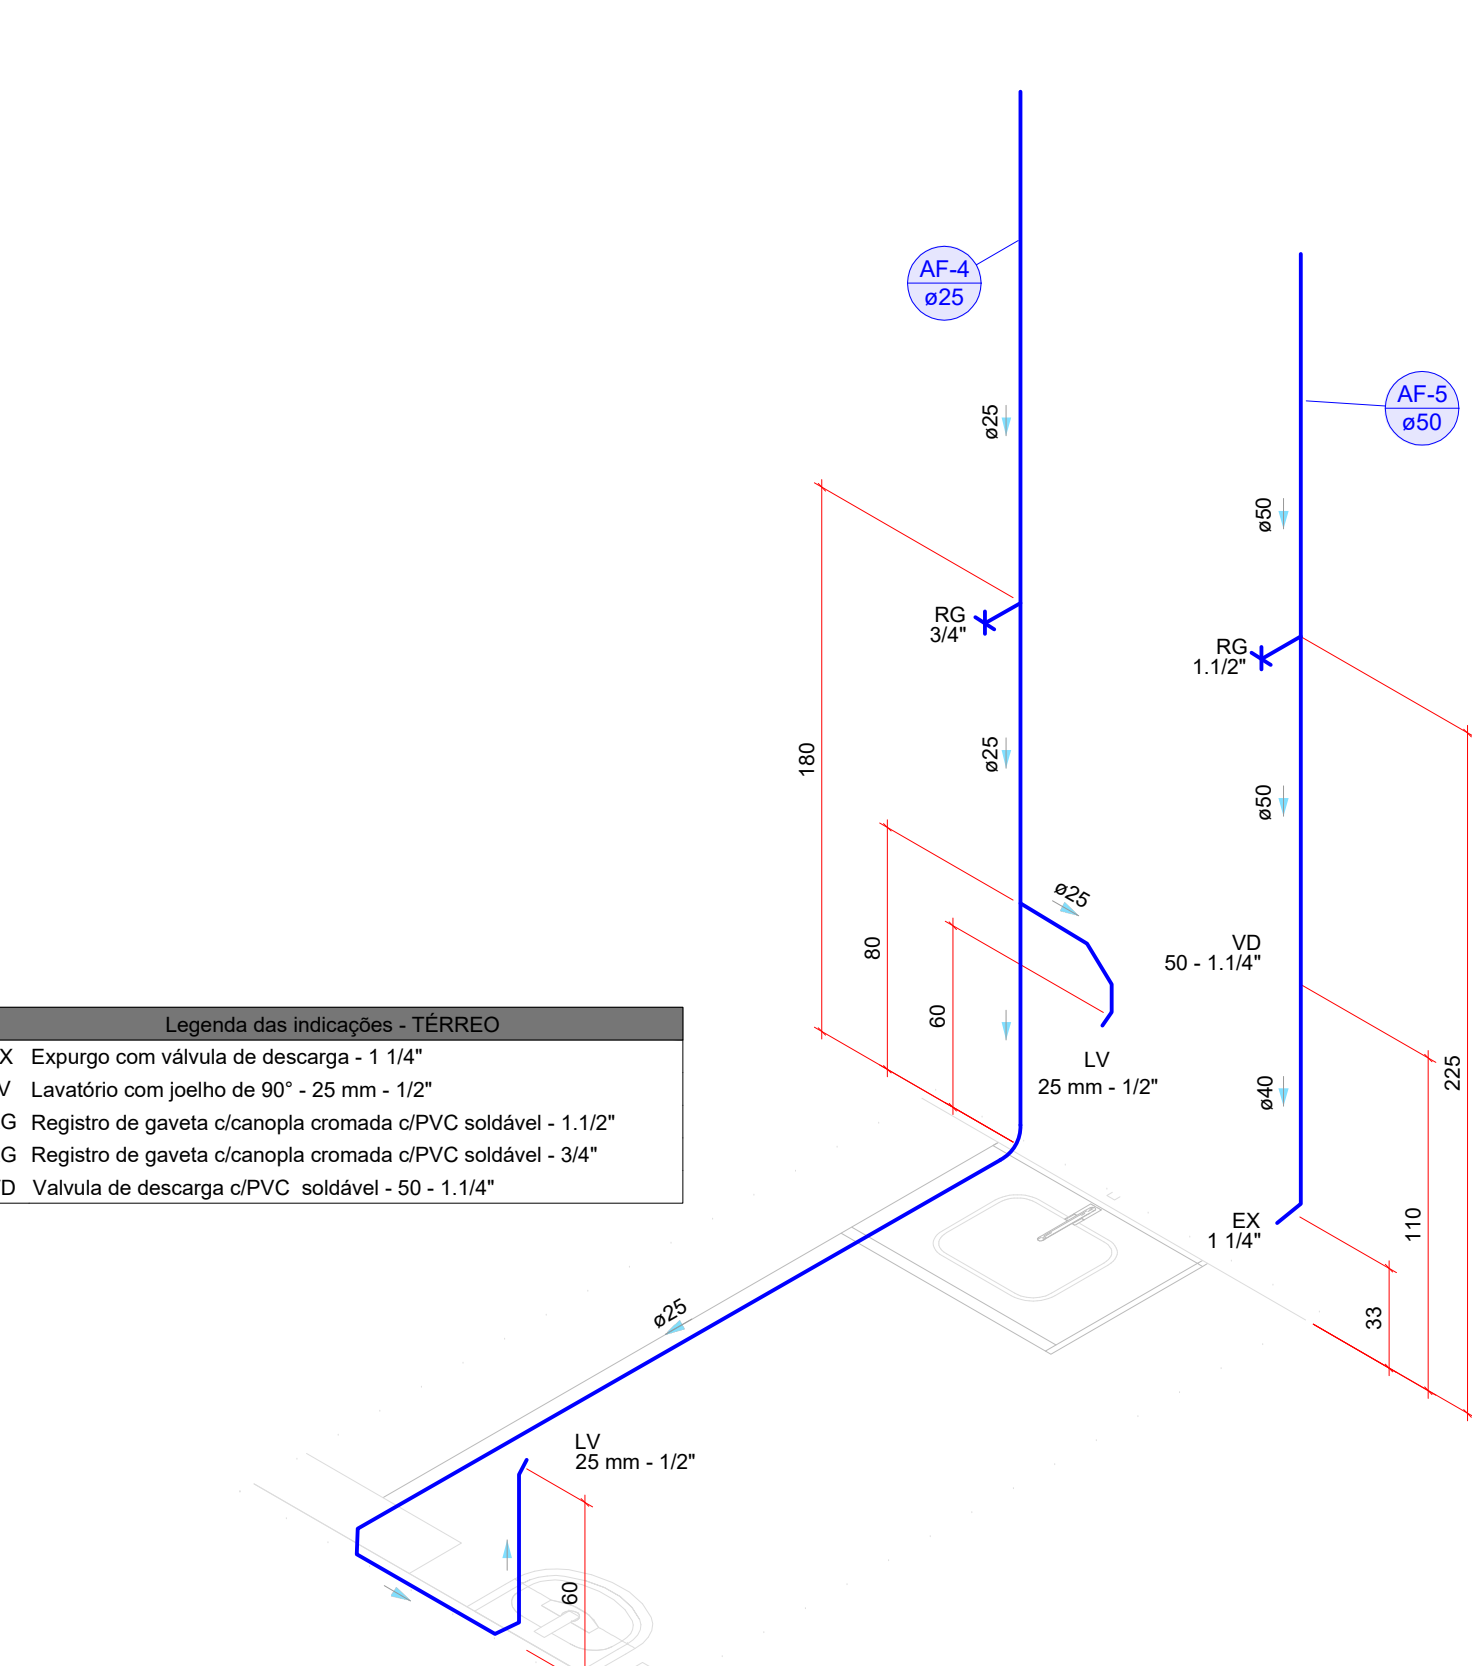 AF-4
ø25
AF-5
ø50
ø25
ø50
RG
3/4"
RG
1.1/2"
180
ø25
ø50
ø25
80
60
VD
50 - 1.1/4"
LV
25 mm - 1/2"
225
ø40
110
EX
1 1/4"
33
Legenda das indicações - TÉRREO
X Expurgo com válvula de descarga - 1 1/4"
V Lavatório com joelho de 90° - 25 mm - 1/2"
G Registro de gaveta c/canopla cromada c/PVC soldável - 1.1/2"
G Registro de gaveta c/canopla cromada c/PVC soldável - 3/4"
D Valvula de descarga c/PVC soldável - 50 - 1.1/4"
ø25
LV
25 mm - 1/2"
60